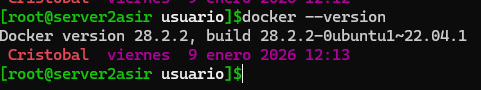 [root@server2asir usuario]$docker --version
Docker version 28.2.2, build 28.2.2-0ubuntu1~22.04.1
Cristobal viernes 9 enero 2026 12:13
[root@server2asir usuario]$